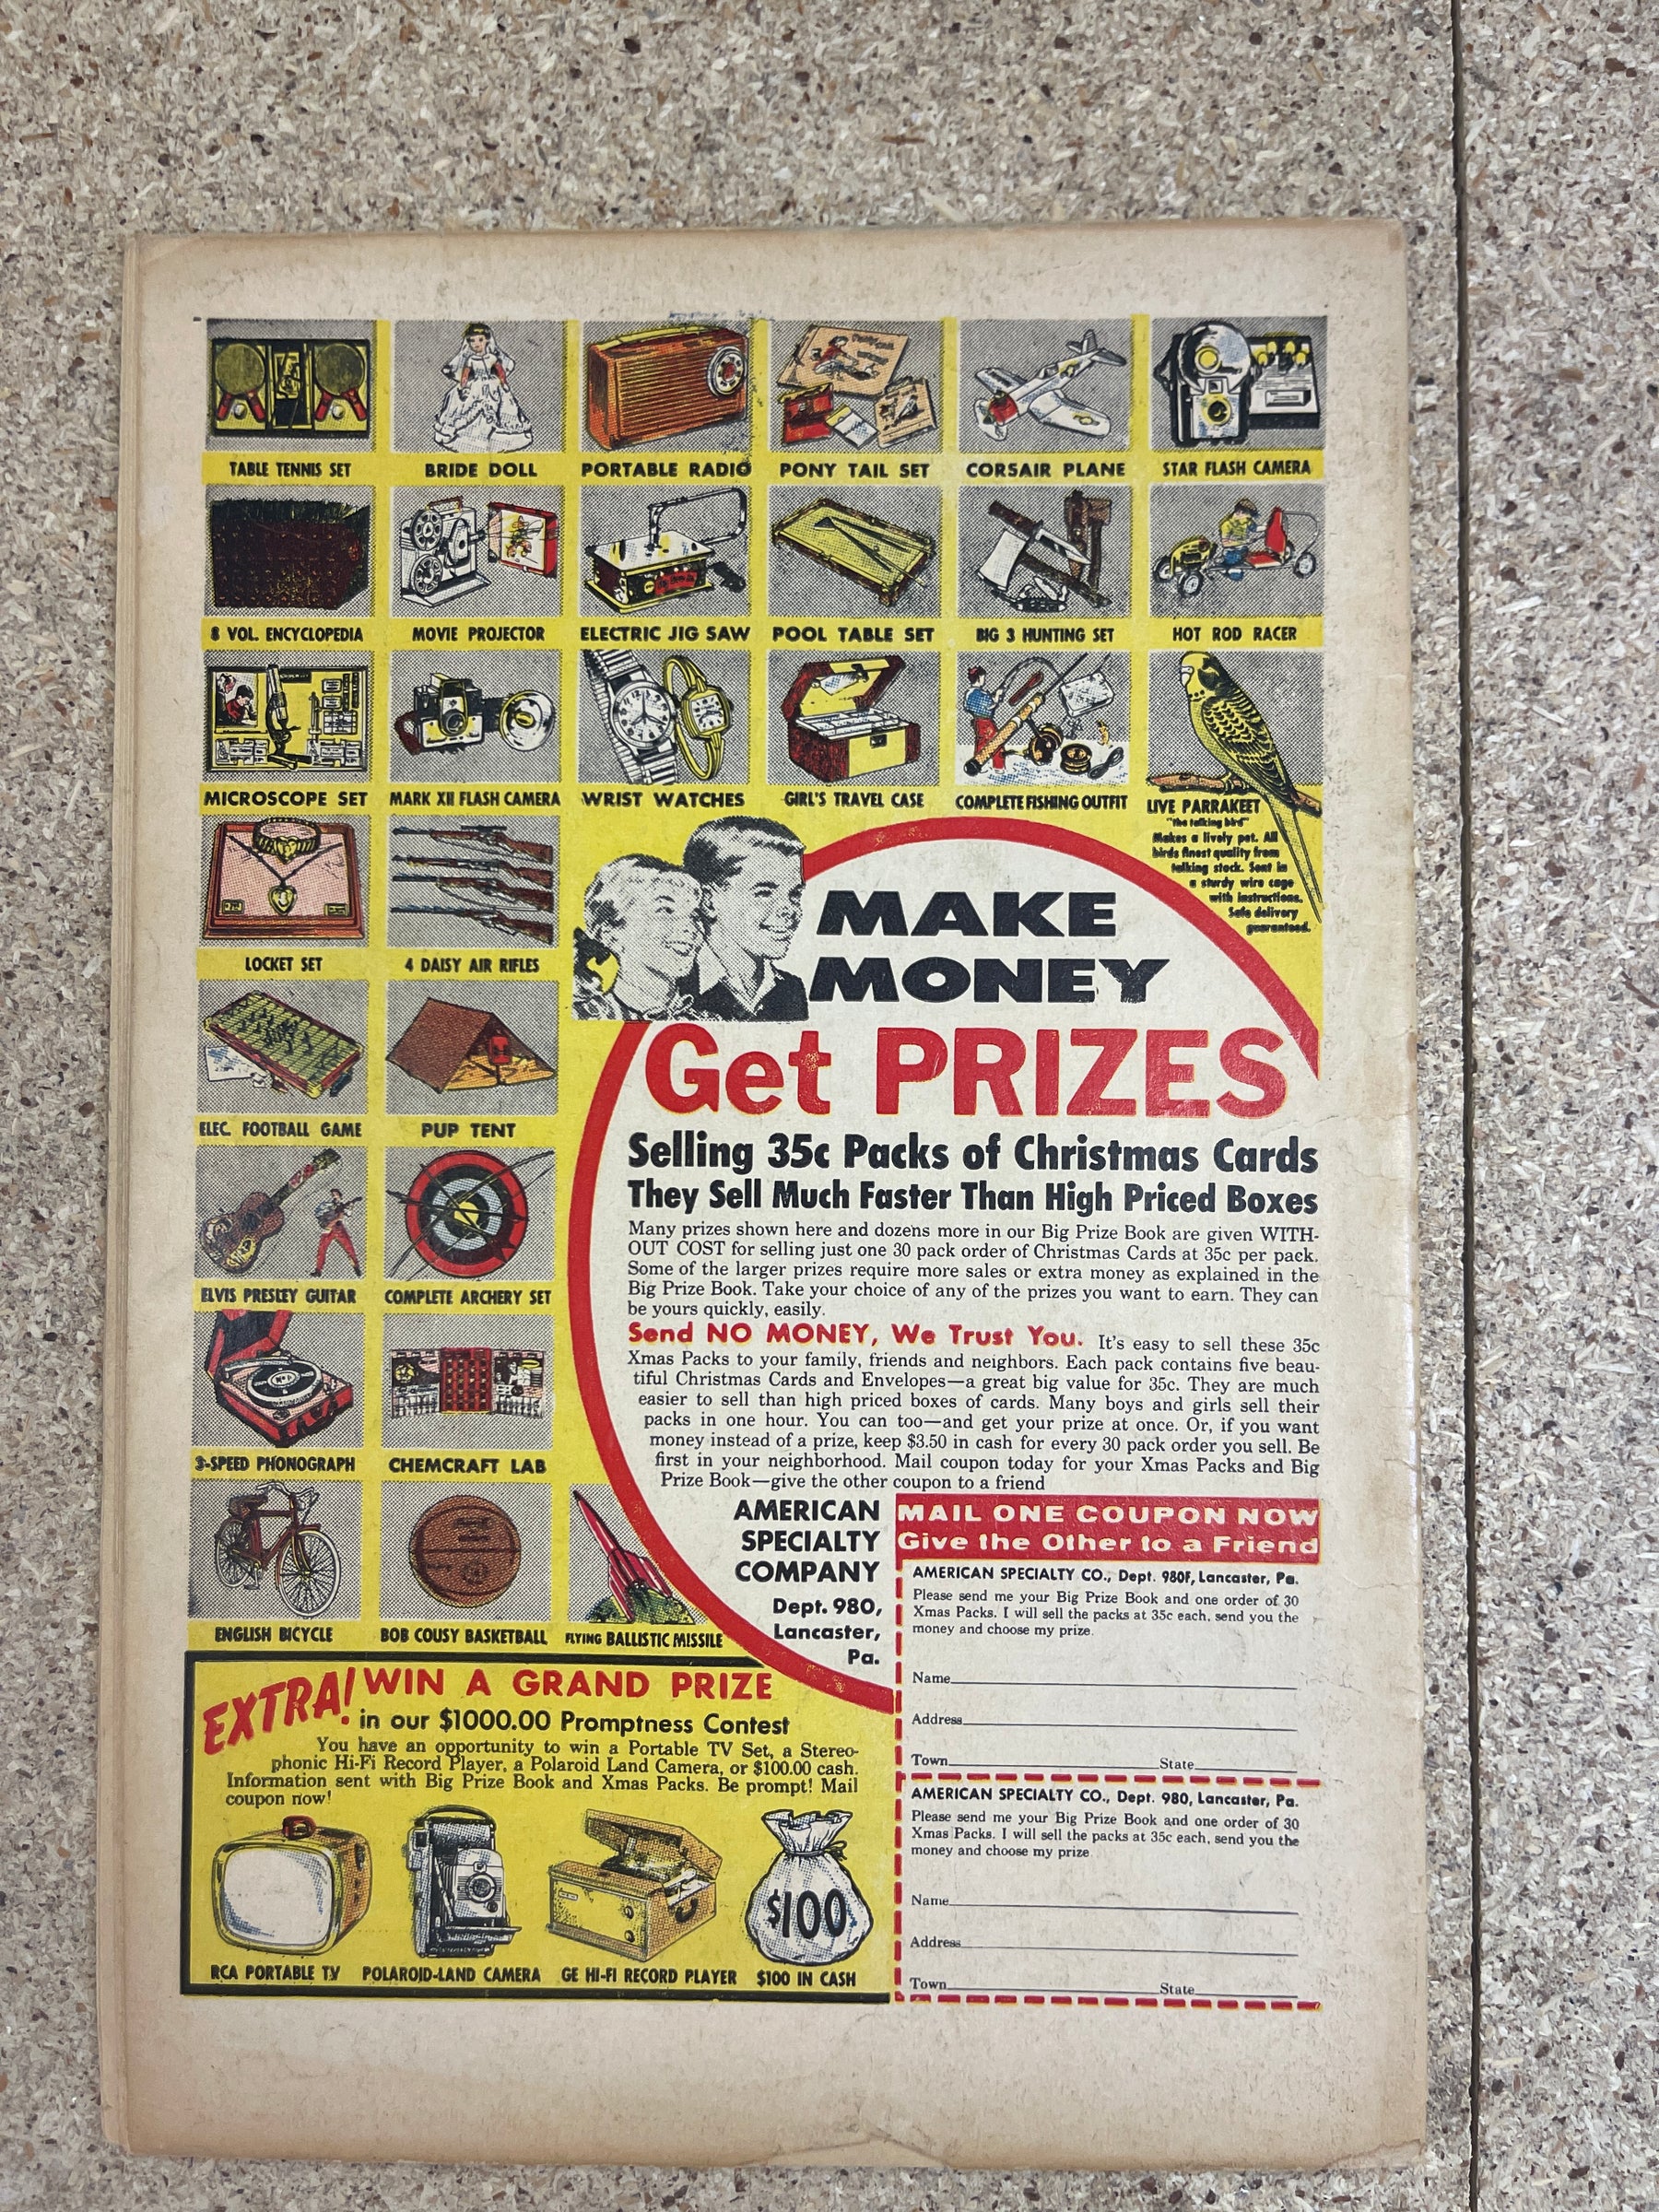 TABLE TENNIS SET
BRIDE DOLL
PORTABLE RADIO
PONY TAIL SET
CORSAIR PLANE
STAR FLASH CAMERA
8 VOL. ENCYCLOPEDIA
MOVIE PROJECTOR
ELECTRIC JIG SAW
POOL TABLE SET
BIG 3 HUNTING SET
HOT ROD RACER
MICROSCOPE SET
MARK XII FLASH CAMERA
WRIST WATCHES
GIRL'S TRAVEL CASE
COMPLETE FISHING OUTFIT
LIVE PARRAKEET
"the talking bird"
Makes a lively pet. All
birds finest quality from
talking stock. Sent in
a sturdy wire cage
with instructions.
Safe delivery
guaranteed.
LOCKET SET
4 DAISY AIR RIFLES
ELEC. FOOTBALL GAME
PUP TENT
ELVIS PRESLEY GUITAR
COMPLETE ARCHERY SET
3-SPEED PHONOGRAPH
CHEMCRAFT LAB
ENGLISH BICYCLE
BOB COUSY BASKETBALL
FLYING BALLISTIC MISSILE
MAKE
MONEY
Get PRIZES
Selling 35c Packs of Christmas Cards
They Sell Much Faster Than High Priced Boxes
Many prizes shown here and dozens more in our Big Prize Book are given WITH-
OUT COST for selling just one 30 pack order of Christmas Cards at 35c per pack.
Some of the larger prizes require more sales or extra money as explained in the
Big Prize Book. Take your choice of any of the prizes you want to earn. They can
be yours quickly, easily.
Send NO MONEY, We Trust You. It's easy to sell these 35c
Xmas Packs to your family, friends and neighbors. Each pack contains five beau-
tiful Christmas Cards and Envelopes—a great big value for 35c. They are much
easier to sell than high priced boxes of cards. Many boys and girls sell their
packs in one hour. You can too—and get your prize at once. Or, if you want
money instead of a prize, keep $3.50 in cash for every 30 pack order you sell. Be
first in your neighborhood. Mail coupon today for your Xmas Packs and Big
Prize Book—give the other coupon to a friend
AMERICAN
SPECIALTY
COMPANY
Dept. 980,
Lancaster,
Pa.
MAIL ONE COUPON NOW
Give the Other to a Friend
AMERICAN SPECIALTY CO., Dept. 980F, Lancaster, Pa.
Please send me your Big Prize Book and one order of 30
Xmas Packs. I will sell the packs at 35c each, send you the
money and choose my prize.
Name
Address
Town State
AMERICAN SPECIALTY CO., Dept. 980, Lancaster, Pa.
Please send me your Big Prize Book and one order of 30
Xmas Packs. I will sell the packs at 35c each, send you the
money and choose my prize
Name
Address
Town State
EXTRA! WIN A GRAND PRIZE
in our $1000.00 Promptness Contest
You have an opportunity to win a Portable TV Set, a Stereo-
phonic Hi-Fi Record Player, a Polaroid Land Camera, or $100.00 cash.
Information sent with Big Prize Book and Xmas Packs. Be prompt! Mail
coupon now!
$100
RCA PORTABLE TV
POLAROID-LAND CAMERA
GE HI-FI RECORD PLAYER
$100 IN CASH